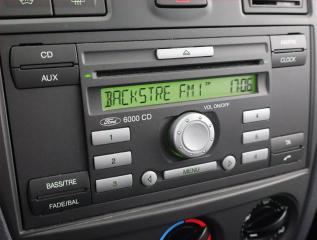 CD
AUX
CLOCK
BACKSTRE FM1 17:06
VOL ON/OFF
Ford 6000 CD
1
2
3
4
5
6
MENU
TA
BASS/TRE
FADE/BAL